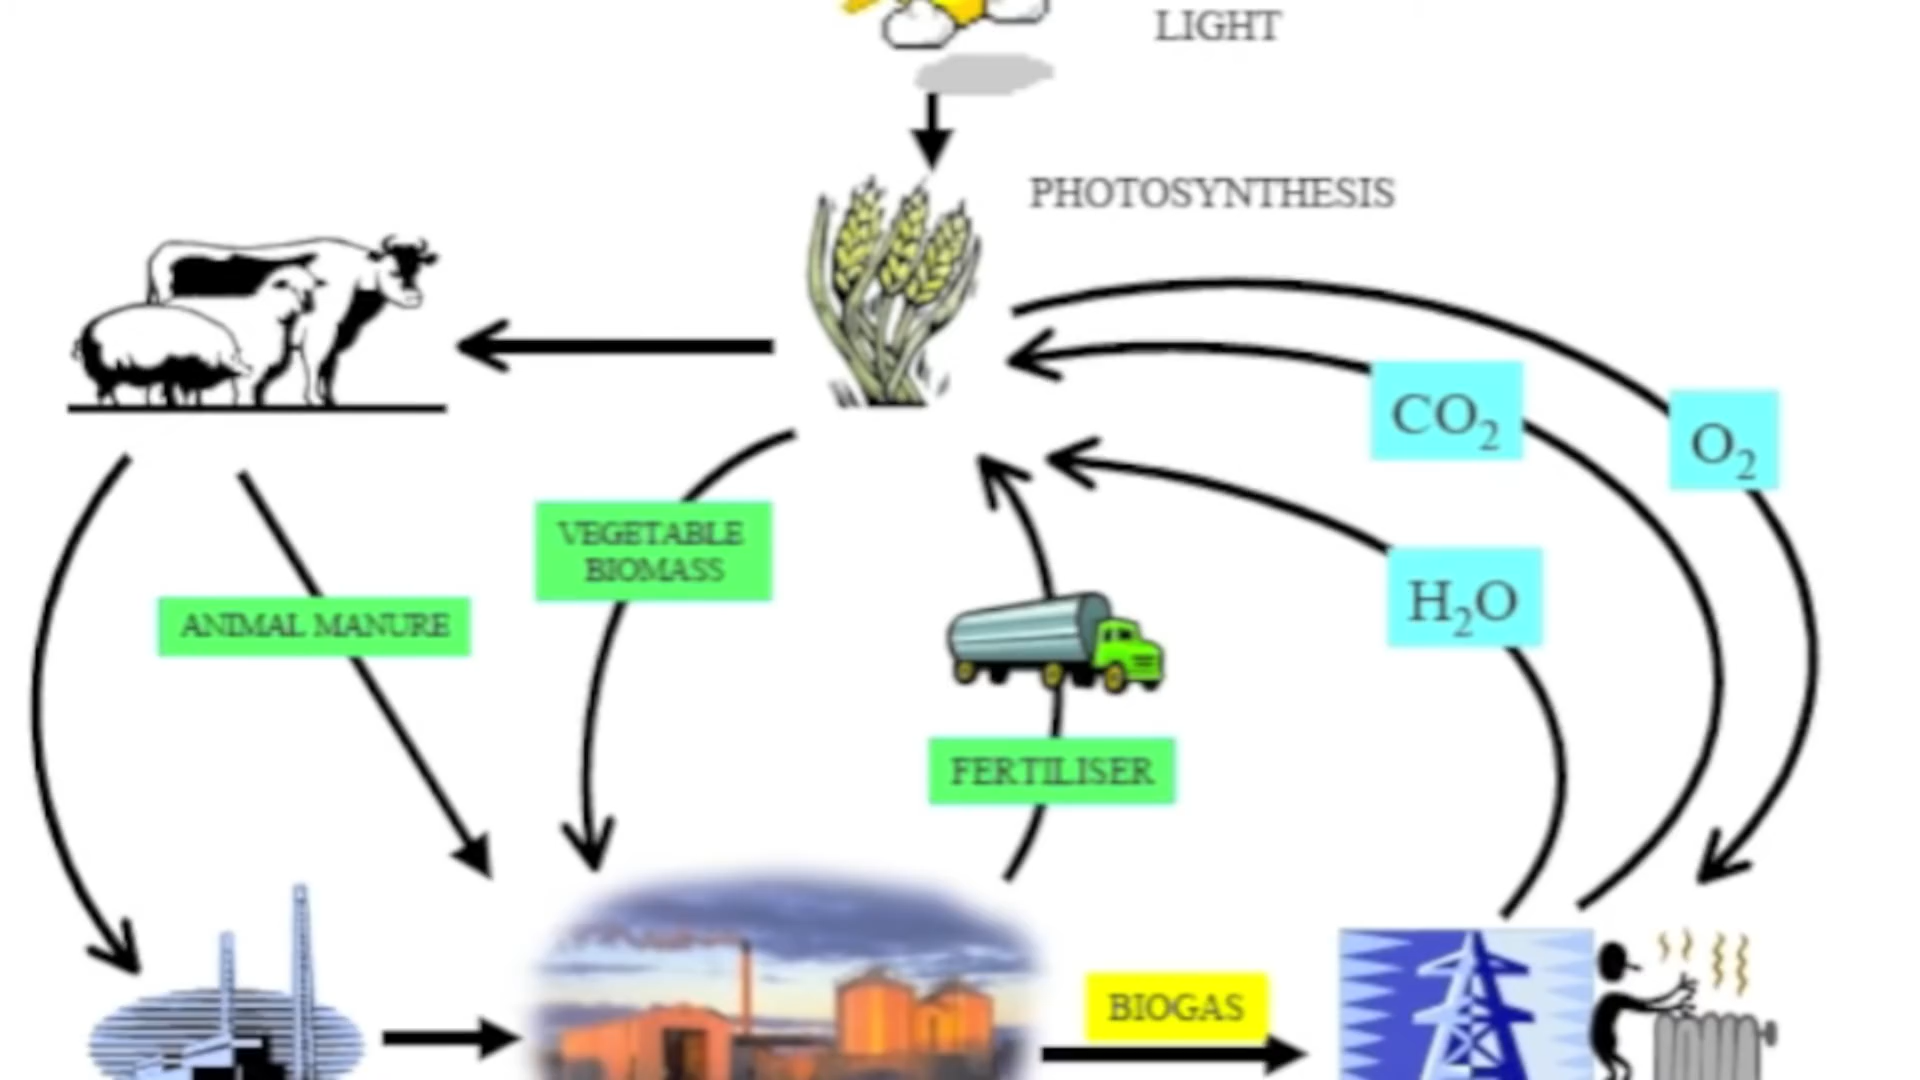 LIGHT
PHOTOSYNTHESIS
CO₂
O₂
VEGETABLE
BIOMASS
H₂O
ANIMAL MANURE
FERTILISER
BIOGAS